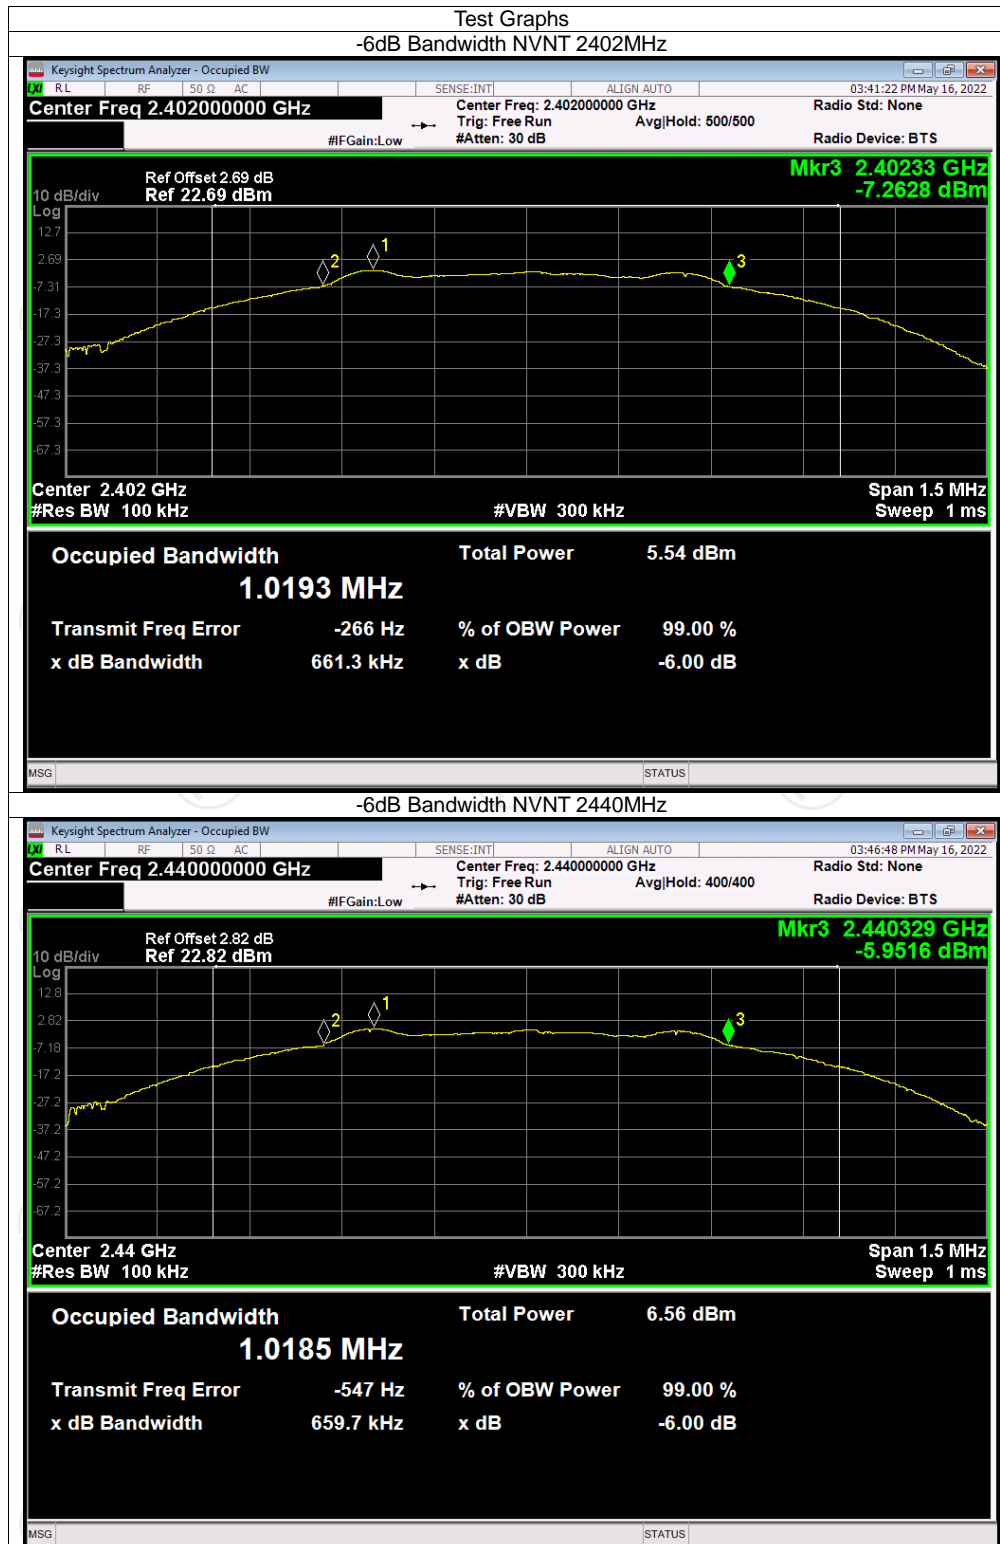 Test Graphs
-6dB Bandwidth NVNT 2402MHz
Keysight Spectrum Analyzer - Occupied BW
LXI RL RF 50 Ω AC SENSE:INT ALIGN AUTO 03:41:22 PM May 16, 2022
Center Freq 2.402000000 GHz Center Freq: 2.402000000 GHz Radio Std: None
Trig: Free Run Avg|Hold: 500/500
#IFGain:Low #Atten: 30 dB Radio Device: BTS
Mkr3 2.40233 GHz
-7.2628 dBm
Ref Offset 2.69 dB
10 dB/div Ref 22.69 dBm
Log
12.7
2.69
-7.31
-17.3
-27.3
-37.3
-47.3
-57.3
-67.3
2
1
3
Center 2.402 GHz Span 1.5 MHz
#Res BW 100 kHz #VBW 300 kHz Sweep 1 ms
Occupied Bandwidth Total Power 5.54 dBm
1.0193 MHz
Transmit Freq Error -266 Hz % of OBW Power 99.00 %
x dB Bandwidth 661.3 kHz x dB -6.00 dB
MSG STATUS
-6dB Bandwidth NVNT 2440MHz
Keysight Spectrum Analyzer - Occupied BW
LXI RL RF 50 Ω AC SENSE:INT ALIGN AUTO 03:46:48 PM May 16, 2022
Center Freq 2.440000000 GHz Center Freq: 2.440000000 GHz Radio Std: None
Trig: Free Run Avg|Hold: 400/400
#IFGain:Low #Atten: 30 dB Radio Device: BTS
Mkr3 2.440329 GHz
-5.9516 dBm
Ref Offset 2.82 dB
10 dB/div Ref 22.82 dBm
Log
12.8
2.82
-7.18
-17.2
-27.2
-37.2
-47.2
-57.2
-67.2
2
1
3
Center 2.44 GHz Span 1.5 MHz
#Res BW 100 kHz #VBW 300 kHz Sweep 1 ms
Occupied Bandwidth Total Power 6.56 dBm
1.0185 MHz
Transmit Freq Error -547 Hz % of OBW Power 99.00 %
x dB Bandwidth 659.7 kHz x dB -6.00 dB
MSG STATUS